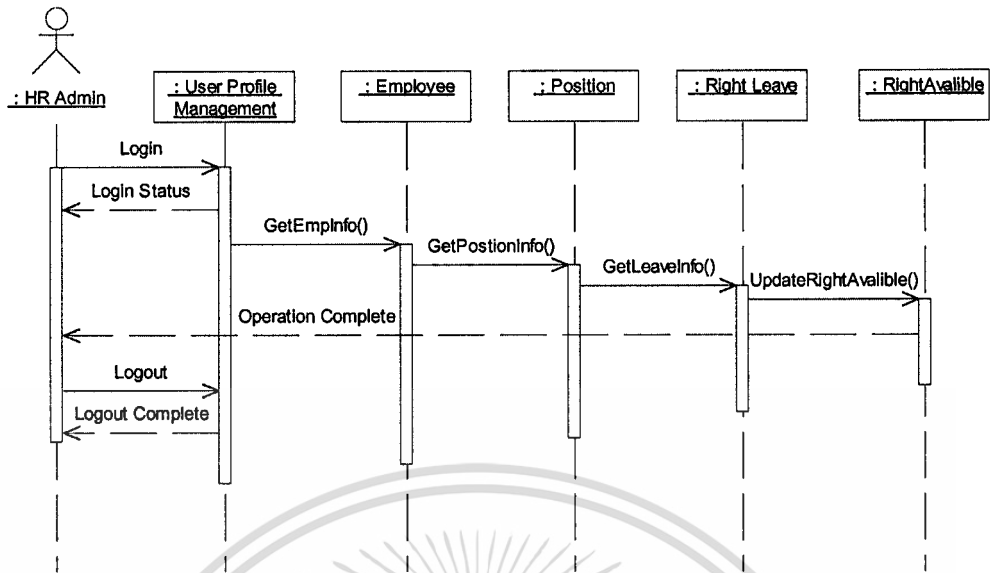 : HR Admin
: User Profile
Management
: Employee
: Position
: Right Leave
: RightAvalible
Login
Login Status
GetEmpInfo()
GetPostionInfo()
GetLeaveInfo()
UpdateRightAvalible()
Operation Complete
Logout
Logout Complete